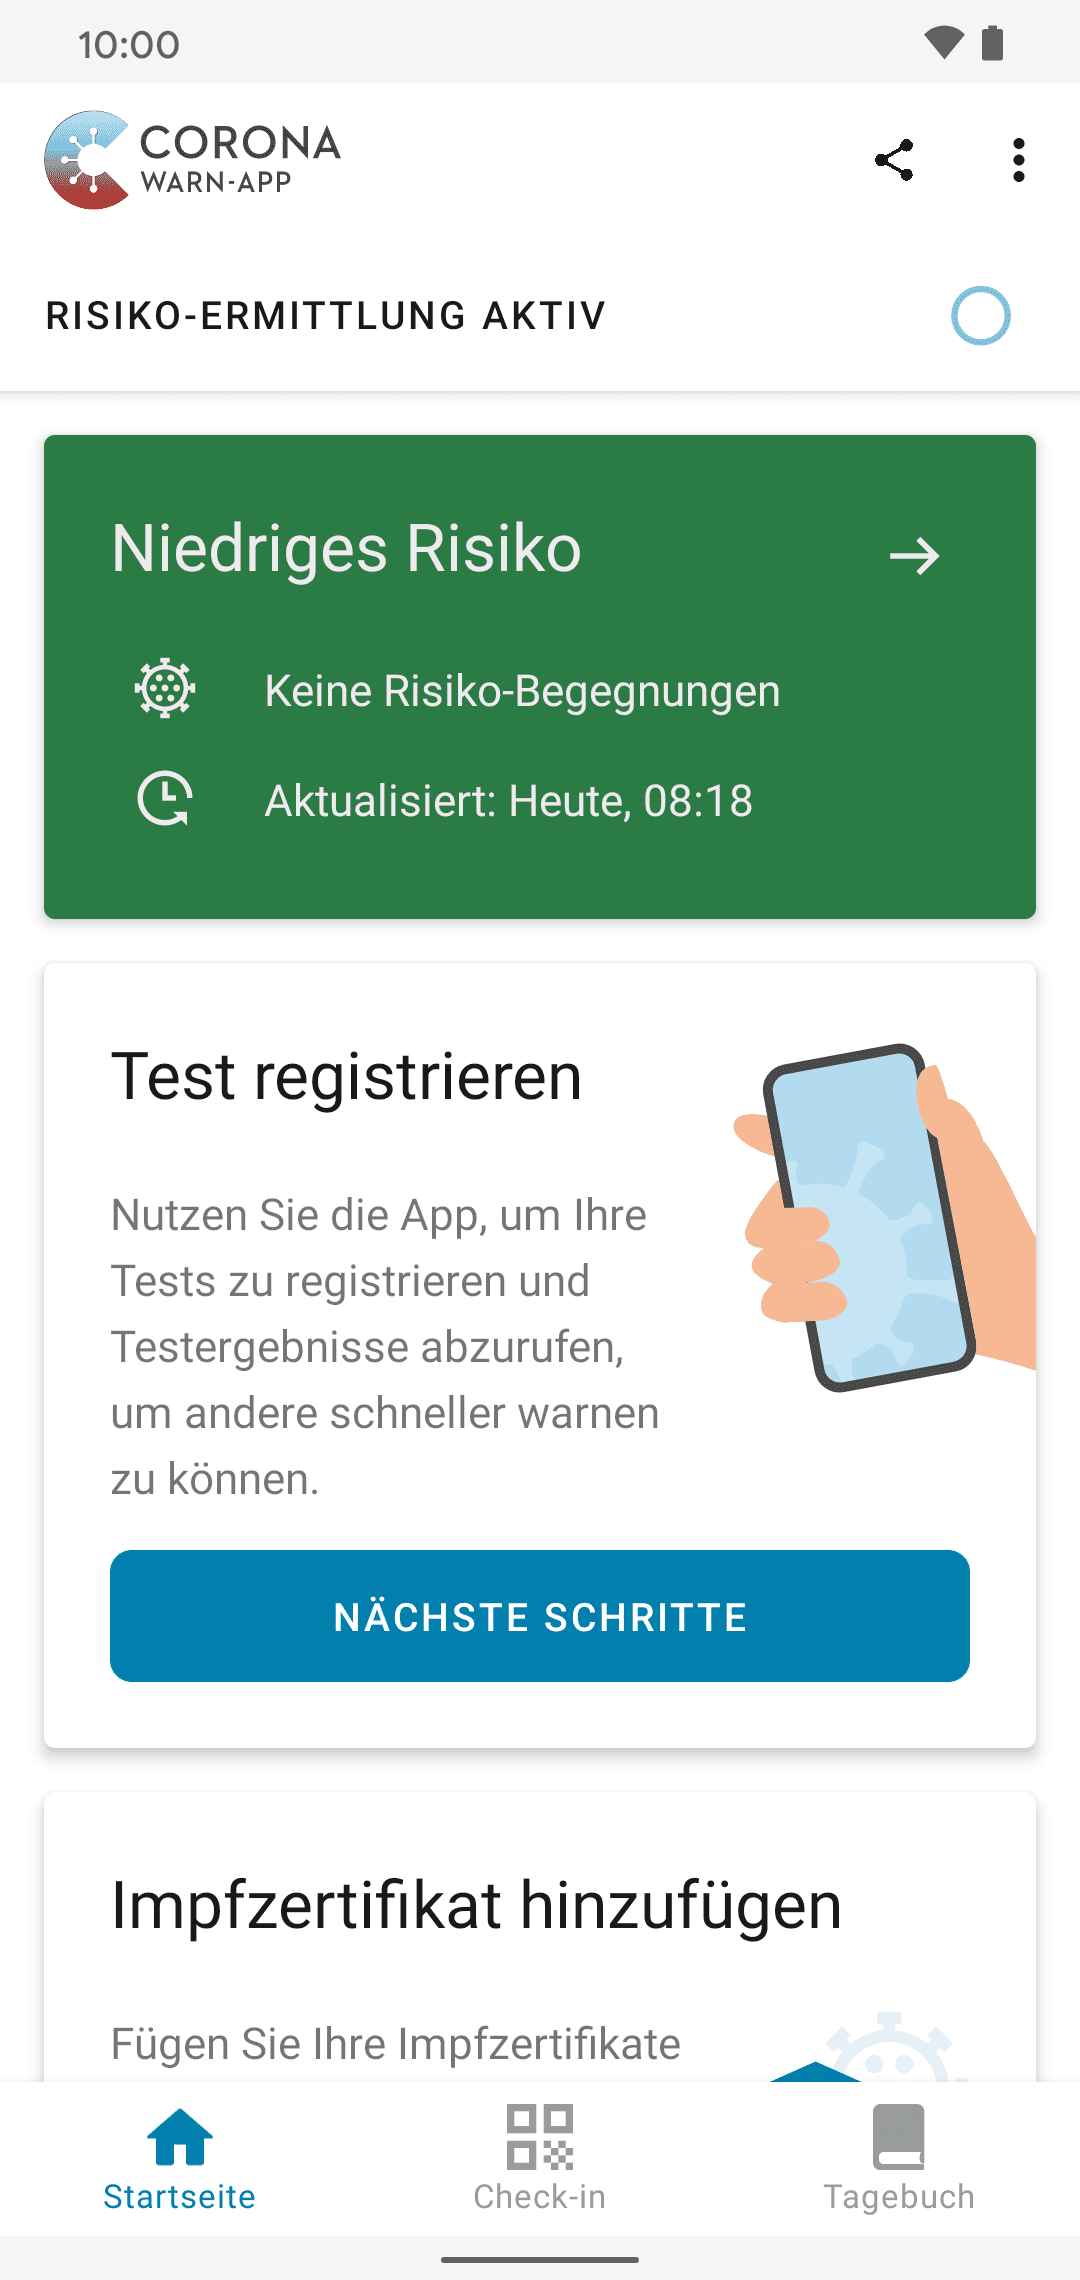 10:00
CORONA
WARN-APP
RISIKO-ERMITTLUNG AKTIV
Niedriges Risiko
Keine Risiko-Begegnungen
Aktualisiert: Heute, 08:18
Test registrieren
Nutzen Sie die App, um Ihre
Tests zu registrieren und
Testergebnisse abzurufen,
um andere schneller warnen
zu können.
NÄCHSTE SCHRITTE
Impfzertifikat hinzufügen
Fügen Sie Ihre Impfzertifikate
Startseite
Check-in
Tagebuch